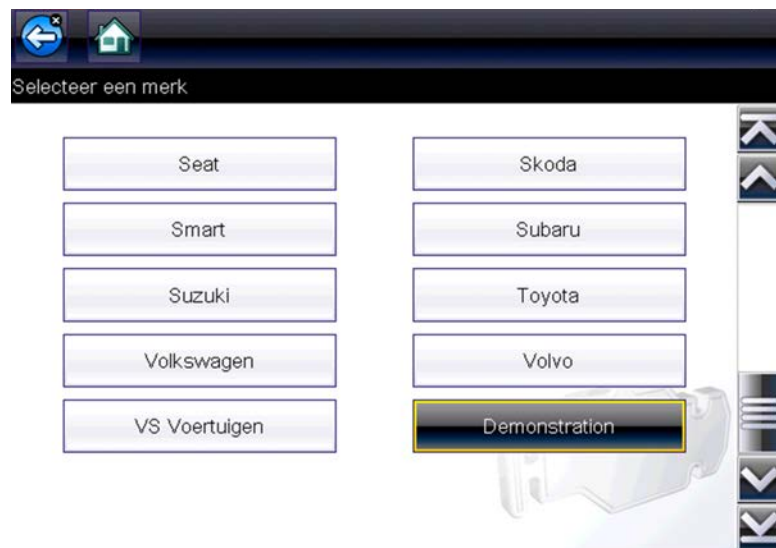 Selecteer een merk
Seat
Skoda
Smart
Subaru
Suzuki
Toyota
Volkswagen
Volvo
VS Voertuigen
Demonstration